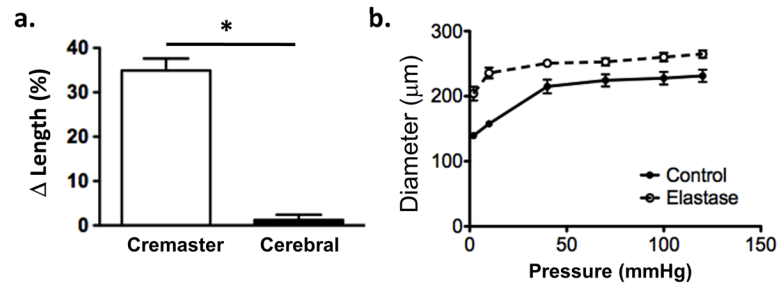 a.
*
Δ Length (%)
40
30
20
10
0
Cremaster Cerebral
b.
Diameter (μm)
300
200
100
0
Control
Elastase
0 50 100 150
Pressure (mmHg)